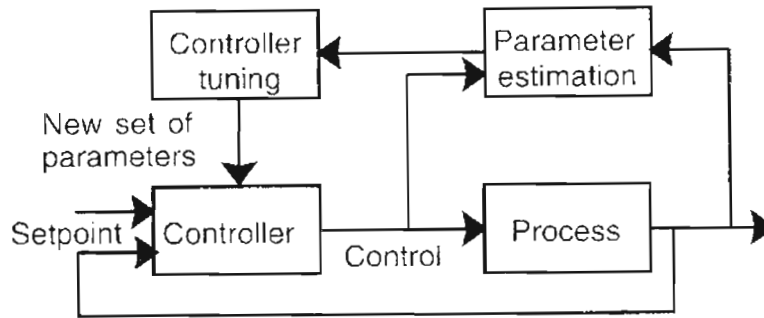 Controller
tuning
Parameter
estimation
New set of
parameters
Setpoint
Controller
Control
Process